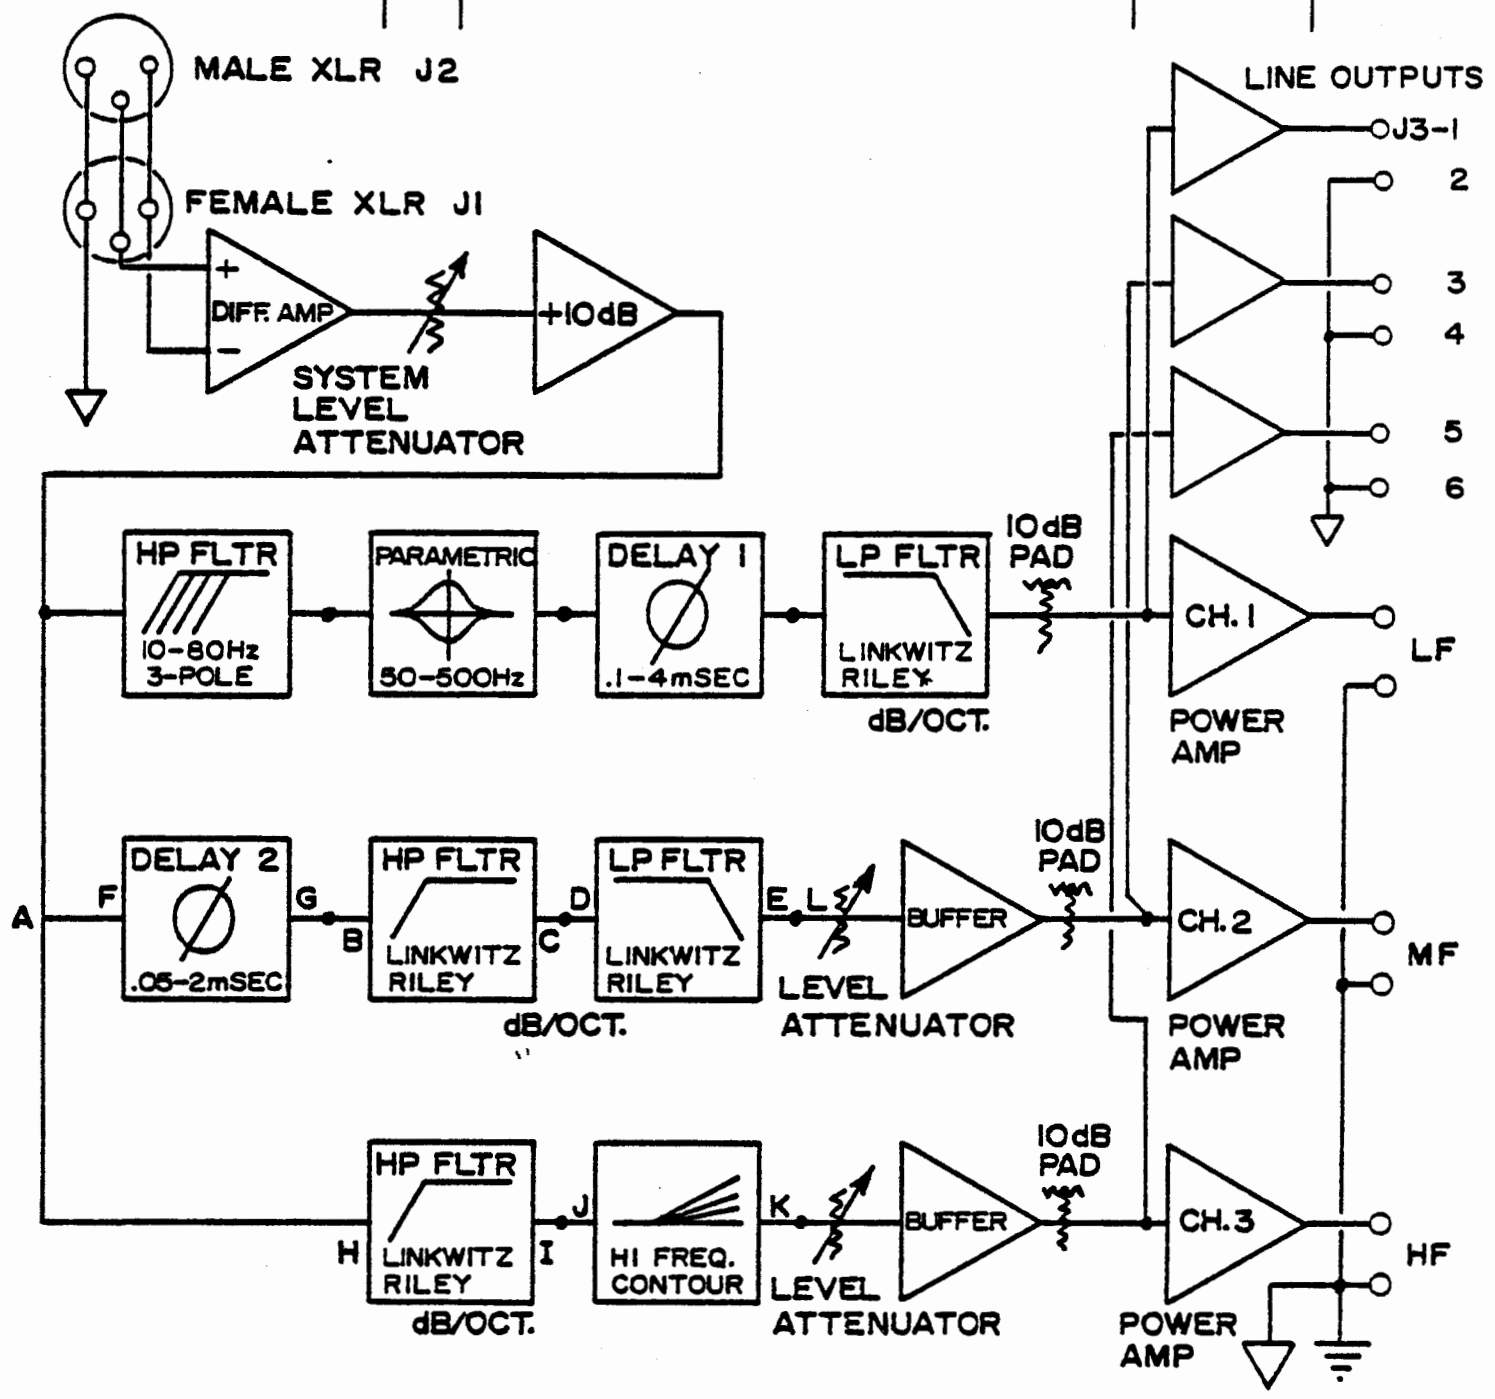 MALE XLR J2
LINE OUTPUTS
J3-1
2
FEMALE XLR J1
+
DIFF. AMP
-
+10dB
3
4
SYSTEM
LEVEL
ATTENUATOR
5
6
HP FLTR
10-80Hz
3-POLE
PARAMETRIC
50-500Hz
DELAY 1
.1-4mSEC
LP FLTR
LINKWITZ
RILEY
dB/OCT.
10dB
PAD
CH.1
POWER
AMP
LF
A
F
DELAY 2
.05-2mSEC
G
B
HP FLTR
LINKWITZ
RILEY
dB/OCT.
C
D
LP FLTR
LINKWITZ
RILEY
E
L
LEVEL
ATTENUATOR
BUFFER
10dB
PAD
CH.2
POWER
AMP
MF
H
HP FLTR
LINKWITZ
RILEY
dB/OCT.
I
J
HI FREQ.
CONTOUR
K
LEVEL
ATTENUATOR
BUFFER
10dB
PAD
CH.3
POWER
AMP
HF